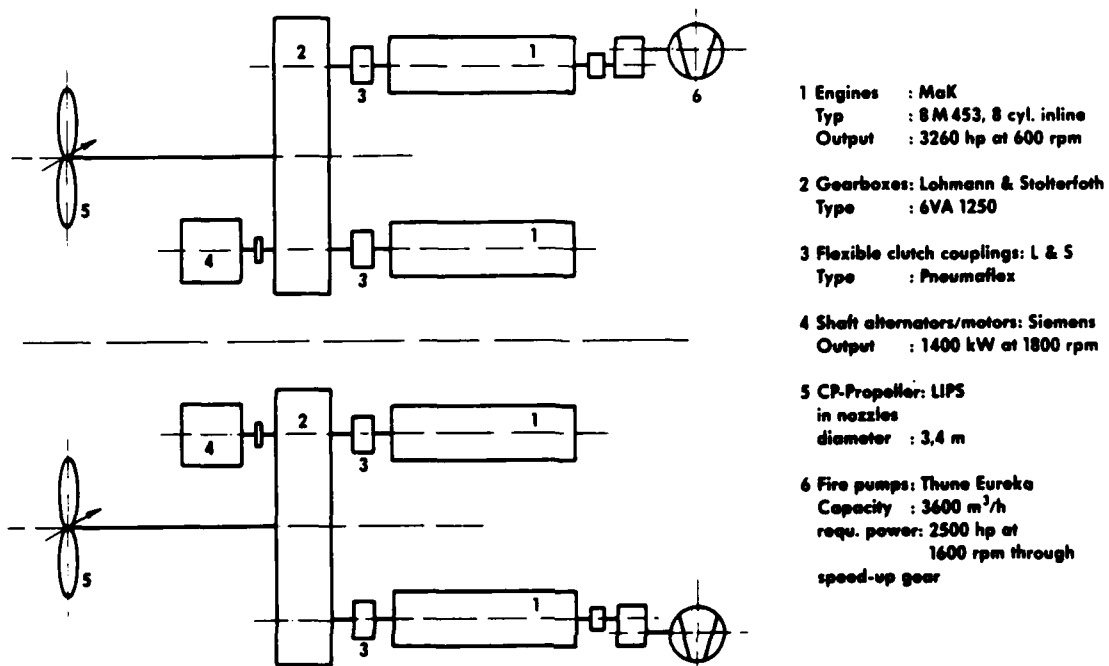 2
1
3
6
5
4
3
1
2
1
4
3
5
1
3
1 Engines : MaK
Typ : 8 M 453, 8 cyl. inline
Output : 3260 hp at 600 rpm
2 Gearboxes: Lohmann & Stolterfoth
Type : 6VA 1250
3 Flexible clutch couplings: L & S
Type : Pneumaflex
4 Shaft alternators/motors: Siemens
Output : 1400 kW at 1800 rpm
5 CP-Propeller: LIPS
in nozzles
diameter : 3,4 m
6 Fire pumps: Thune Eureka
Capacity : 3600 m³/h
requ. power: 2500 hp at
1600 rpm through
speed-up gear